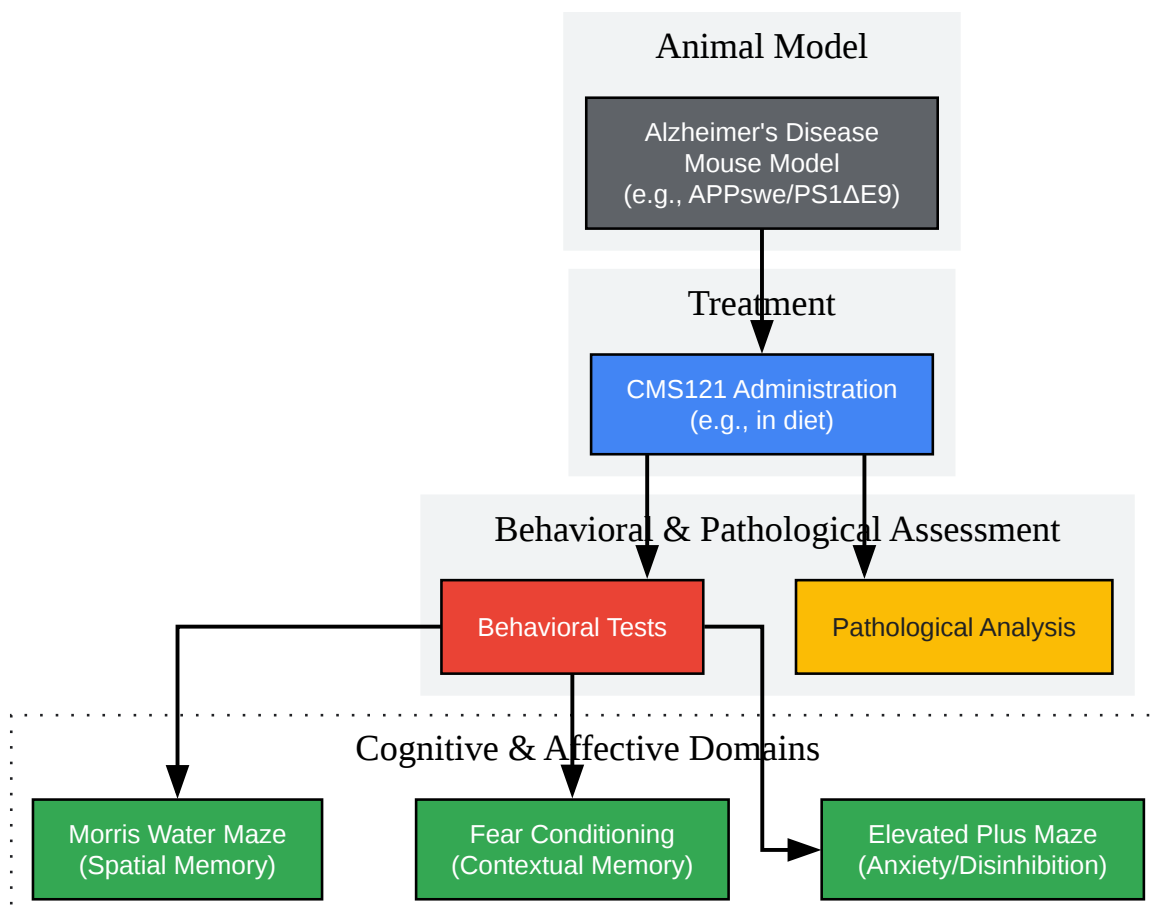 Animal Model
Alzheimer's Disease
Mouse Model
(e.g., APPswe/PS1ΔE9)
Treatment
CMS121 Administration
(e.g., in diet)
Behavioral & Pathological Assessment
Behavioral Tests
Pathological Analysis
Cognitive & Affective Domains
Morris Water Maze
(Spatial Memory)
Fear Conditioning
(Contextual Memory)
Elevated Plus Maze
(Anxiety/Disinhibition)